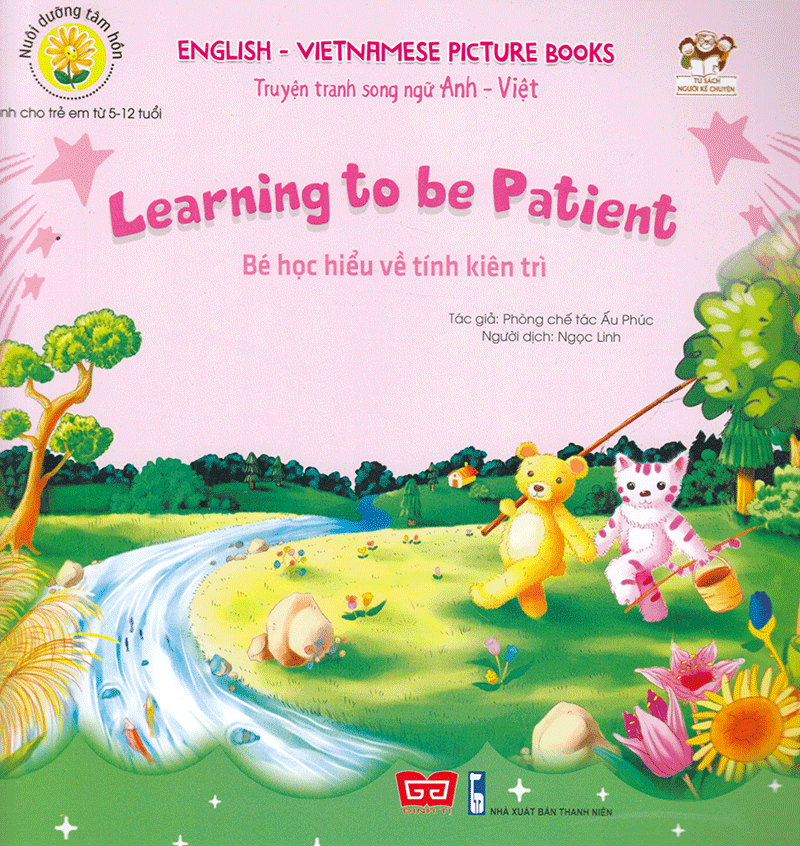 Nuôi dưỡng tâm hồn
nh cho trẻ em từ 5-12 tuổi
ENGLISH - VIETNAMESE PICTURE BOOKS
Truyện tranh song ngữ Anh - Việt
TỦ SÁCH
NGƯỜI KỂ CHUYỆN
Learning to be Patient
Bé học hiểu về tính kiên trì
Tác giả: Phòng chế tác Ấu Phúc
Người dịch: Ngọc Linh
ĐINH TỊ
NHÀ XUẤT BẢN THANH NIÊN